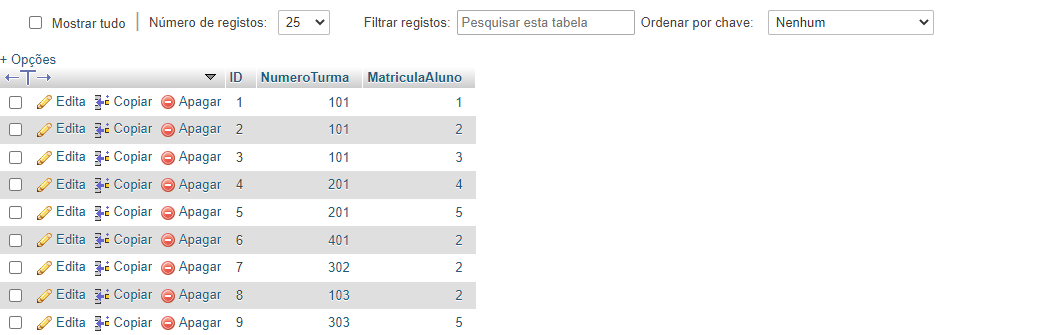 Mostrar tudo | Número de registos: 25 Filtrar registos: Pesquisar esta tabela Ordenar por chave: Nenhum
+ Opções
←T→ ID NumeroTurma MatriculaAluno
Edita Copiar Apagar 1 101 1
Edita Copiar Apagar 2 101 2
Edita Copiar Apagar 3 101 3
Edita Copiar Apagar 4 201 4
Edita Copiar Apagar 5 201 5
Edita Copiar Apagar 6 401 2
Edita Copiar Apagar 7 302 2
Edita Copiar Apagar 8 103 2
Edita Copiar Apagar 9 303 5